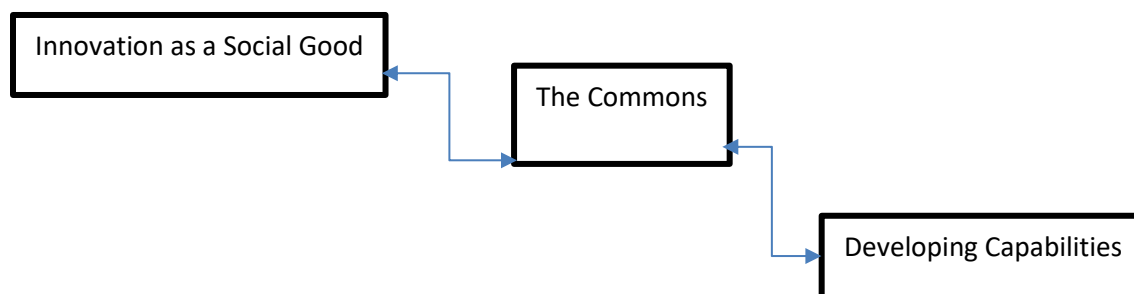 Innovation as a Social Good
The Commons
Developing Capabilities